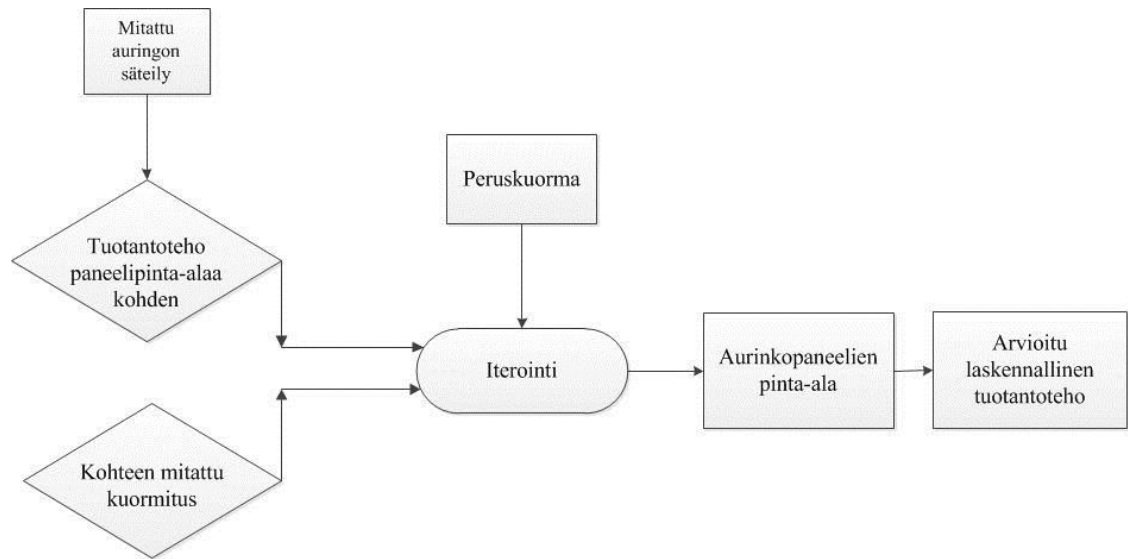 Mitattu
auringon
säteily
Peruskuorma
Tuotantoteho
paneelipinta-alaa
kohden
Iterointi
Aurinkopaneelien
pinta-ala
Arvioitu
laskennallinen
tuotantoteho
Kohteen mitattu
kuormitus